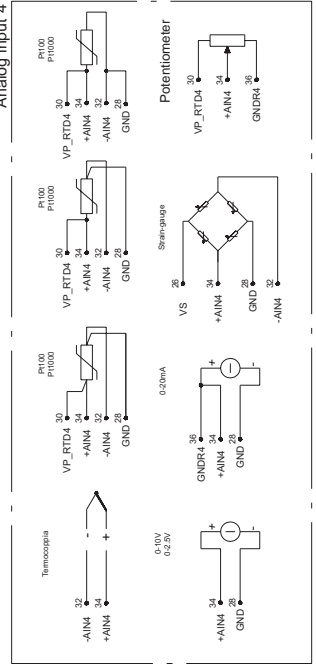 Analog Input 4
Termocoppia
32
-AIN4
-
34
+AIN4
+
Pt100
Pt1000
30
VP_RTD4
34
+AIN4
32
-AIN4
28
GND
Pt100
Pt1000
30
VP_RTD4
34
+AIN4
32
-AIN4
28
GND
Pt100
Pt1000
30
VP_RTD4
34
+AIN4
32
-AIN4
28
GND
0-10V
0-2.5V
34
+AIN4
28
GND
+
-
0-20mA
36
GNDR4
34
+AIN4
28
GND
+
-
Strain-gauge
26
VS
34
+AIN4
28
GND
32
-AIN4
Potentiometer
30
VP_RTD4
34
+AIN4
36
GNDR4